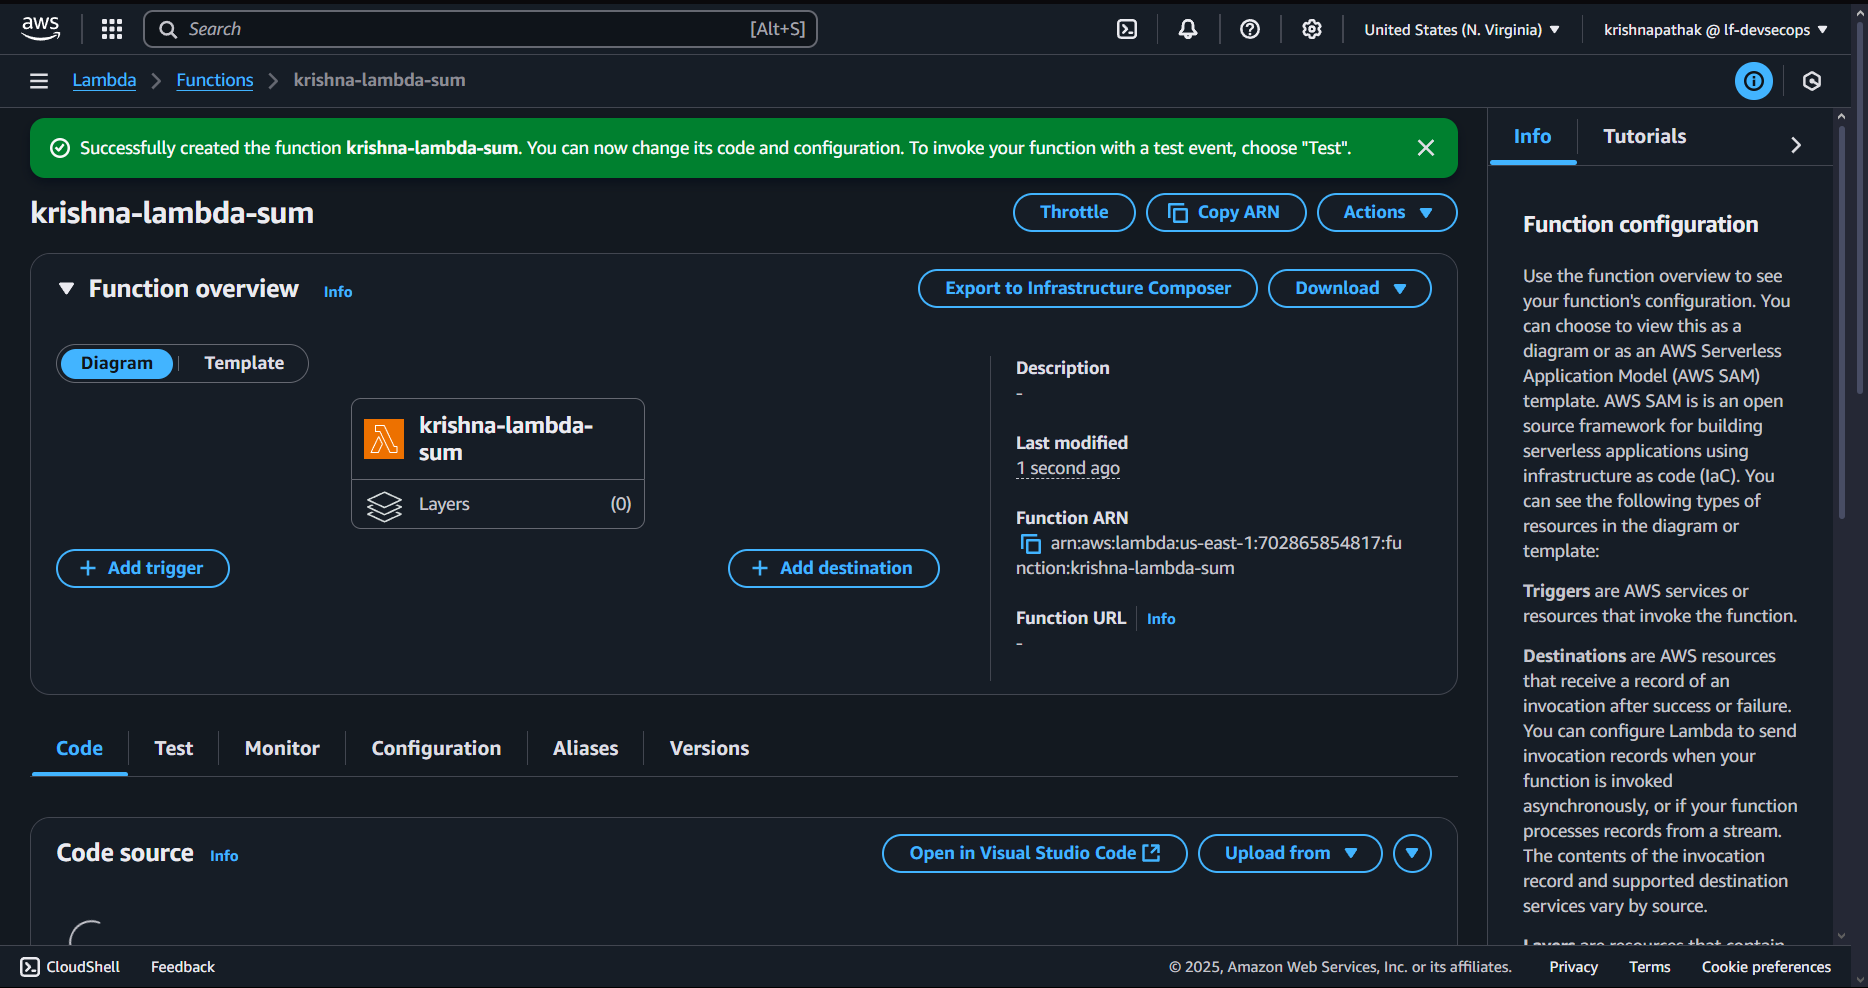 aws
Search [Alt+S]
United States (N. Virginia)
krishnapathak @ lf-devsecops
Lambda
Functions
krishna-lambda-sum
Successfully created the function krishna-lambda-sum. You can now change its code and configuration. To invoke your function with a test event, choose "Test".
krishna-lambda-sum
Throttle
Copy ARN
Actions
Function overview
Info
Export to Infrastructure Composer
Download
Diagram
Template
krishna-lambda-
sum
Layers
(0)
Add trigger
Add destination
Description
-
Last modified
1 second ago
Function ARN
arn:aws:lambda:us-east-1:702865854817:fu
nction:krishna-lambda-sum
Function URL
Info
-
Code
Test
Monitor
Configuration
Aliases
Versions
Code source
Info
Open in Visual Studio Code
Upload from
Info
Tutorials
Function configuration
Use the function overview to see
your function's configuration. You
can choose to view this as a
diagram or as an AWS Serverless
Application Model (AWS SAM)
template. AWS SAM is is an open
source framework for building
serverless applications using
infrastructure as code (IaC). You
can see the following types of
resources in the diagram or
template:
Triggers are AWS services or
resources that invoke the function.
Destinations are AWS resources
that receive a record of an
invocation after success or failure.
You can configure Lambda to send
invocation records when your
function is invoked
asynchronously, or if your function
processes records from a stream.
The contents of the invocation
record and supported destination
services vary by source.
Layers are resources that contain
CloudShell
Feedback
© 2025, Amazon Web Services, Inc. or its affiliates.
Privacy
Terms
Cookie preferences